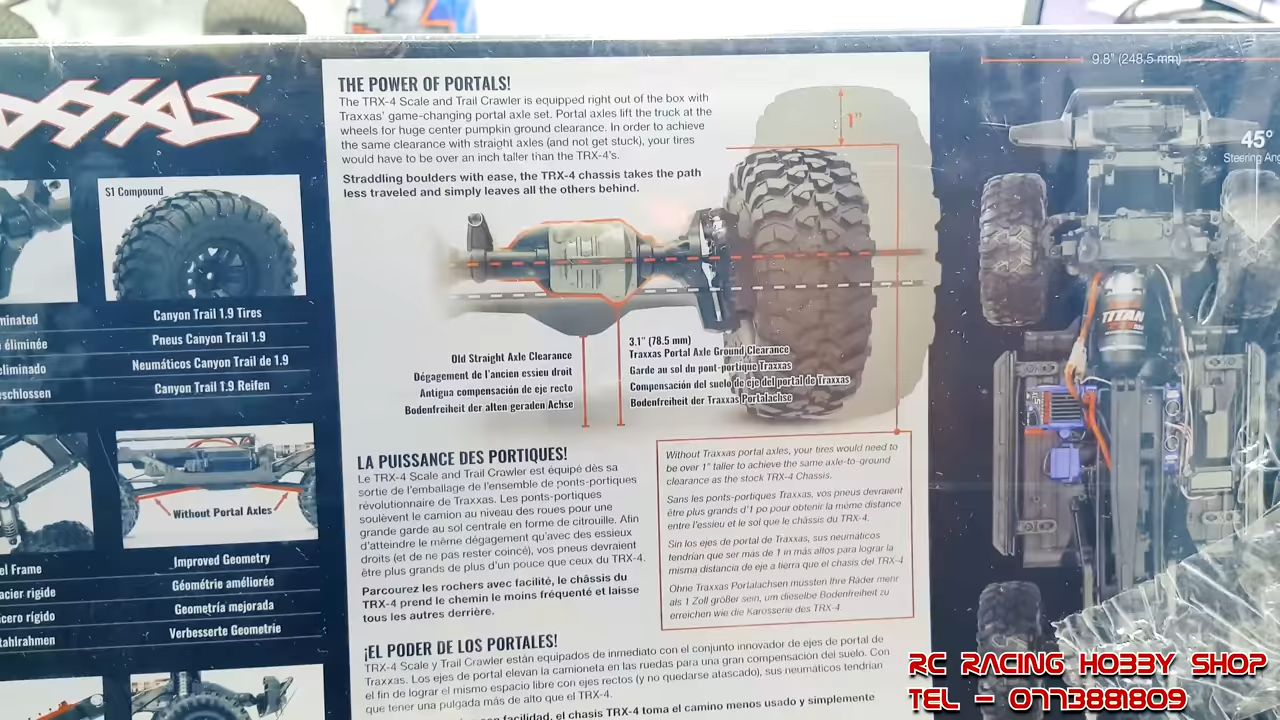 THE POWER OF PORTALS!
The TRX-4 Scale and Trail Crawler is equipped right out of the box with
Traxxas' game-changing portal axle set. Portal axles lift the truck at the
wheels for huge center pumpkin ground clearance. In order to achieve
the same clearance with straight axles (and not get stuck), your tires
would have to be over an inch taller than the TRX-4's.
Straddling boulders with ease, the TRX-4 chassis takes the path
less traveled and simply leaves all the others behind.
1"
Old Straight Axle Clearance
Dégagement de l'ancien essieu droit
Antigua compensación de eje recto
Bodenfreiheit der alten geraden Achse
3.1" (78.5 mm)
Traxxas Portal Axle Ground Clearance
Garde au sol du pont-portique Traxxas
Compensación del suelo de eje del portal de Traxxas
Bodenfreiheit der Traxxas Portalachse
LA PUISSANCE DES PORTIQUES!
Le TRX-4 Scale and Trail Crawler est équipé dès sa
sortie de l'emballage de l'ensemble de ponts-portiques
révolutionnaire de Traxxas. Les ponts-portiques
soulèvent le camion au niveau des roues pour une
grande garde au sol centrale en forme de citrouille. Afin
d'atteindre le même dégagement qu'avec des essieux
droits (et de ne pas rester coincé), vos pneus devraient
être plus grands de plus d'un pouce que ceux du TRX-4.
Parcourez les rochers avec facilité, le châssis du
TRX-4 prend le chemin le moins fréquenté et laisse
tous les autres derrière.
Without Traxxas portal axles, your tires would need to
be over 1" taller to achieve the same axle-to-ground
clearance as the stock TRX-4 Chassis.
Sans les ponts-portiques Traxxas, vos pneus devraient
être plus grands d'1 po pour obtenir la même distance
entre l'essieu et le sol que le châssis du TRX-4.
Sin los ejes de portal de Traxxas, sus neumáticos
tendrían que ser más de 1 in más altos para lograr la
misma distancia de eje a tierra que el chasis del TRX-4
Ohne Traxxas Portalachsen müssten Ihre Räder mehr
als 1 Zoll größer sein, um dieselbe Bodenfreiheit zu
erreichen wie die Karosserie des TRX-4
¡EL PODER DE LOS PORTALES!
TRX-4 Scale y Trail Crawler están equipados de inmediato con el conjunto innovador de ejes de portal de
Traxxas. Los ejes de portal elevan la camioneta en las ruedas para una gran compensación del suelo. Con
el fin de lograr el mismo espacio libre con ejes rectos (y no quedarse atascado), sus neumáticos tendrían
que tener una pulgada más de alto que el TRX-4.
facilidad, el chasis TRX-4 toma el camino menos usado y simplemente
XXAS
S1 Compound
Canyon Trail 1.9 Tires
Pneus Canyon Trail 1.9
Neumáticos Canyon Trail de 1.9
Canyon Trail 1.9 Reifen
minated
éliminée
eliminado
schlossen
Without Portal Axles
Improved Geometry
Géométrie améliorée
Geometría mejorada
Verbesserte Geometrie
el Frame
acier rigide
acero rígido
tahlrahmen
9.8" (248.5 mm)
45°
Steering Ang
TITAN
RC RACING HOBBY SHOP
TEL - 0773881809